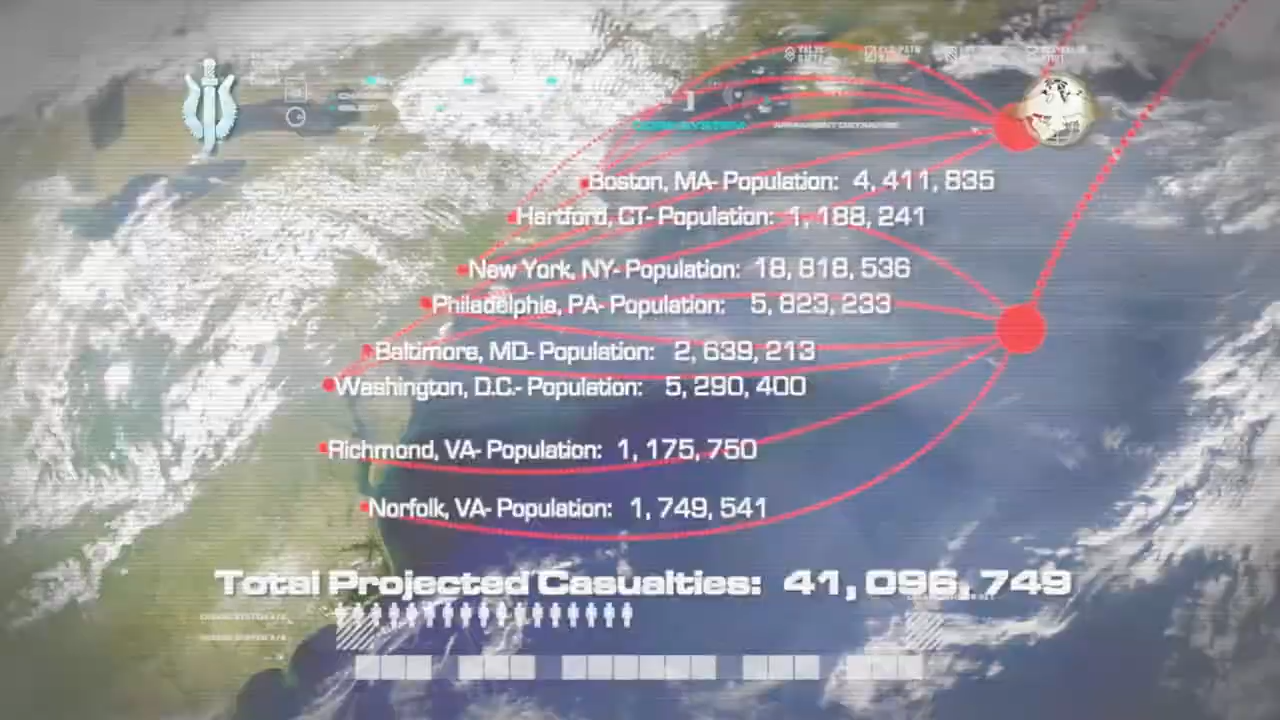 Boston, MA- Population: 4, 411, 835
Hartford, CT- Population: 1, 188, 241
New York, NY- Population: 18, 818, 536
Philadelphia, PA- Population: 5, 823, 233
Baltimore, MD- Population: 2, 639, 213
Washington, D.C.- Population: 5, 290, 400
Richmond, VA- Population: 1, 175, 750
Norfolk, VA- Population: 1, 749, 541
Total Projected Casualties: 41, 096, 749